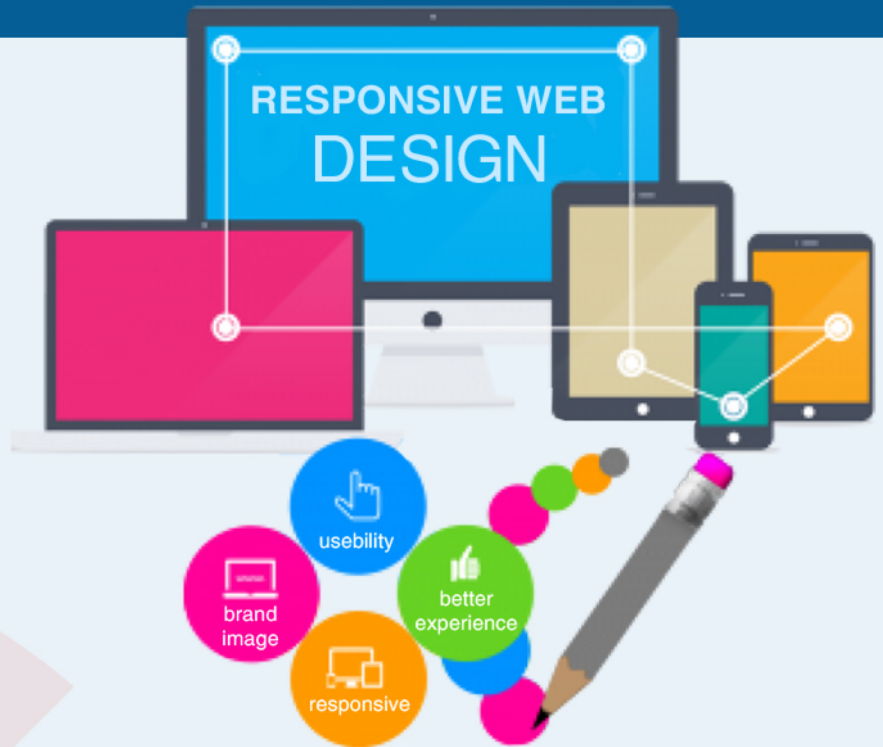 RESPONSIVE WEB
DESIGN
usebility
brand
image
better
experience
responsive